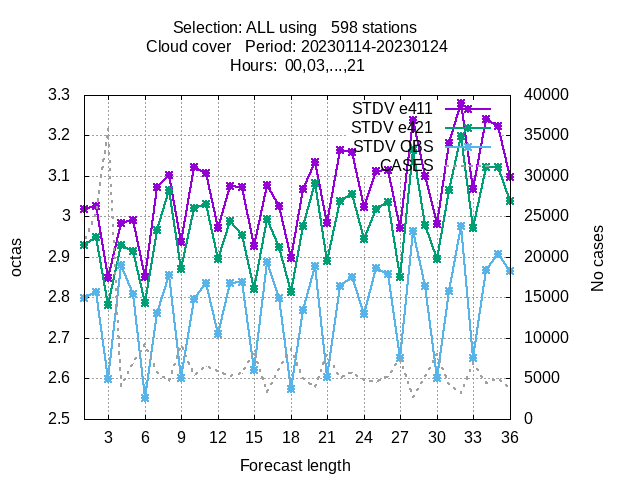 Selection: ALL using   598 stations
Cloud cover   Period: 20230114-20230124
Hours:  00,03,...,21
3.3
3.2
3.1
3
2.9
2.8
2.7
2.6
2.5
40000
35000
30000
25000
20000
15000
10000
5000
0
octas
No cases
STDV e411
STDV e421
STDV OBS
CASES
3 6 9 12 15 18 21 24 27 30 33 36
Forecast length